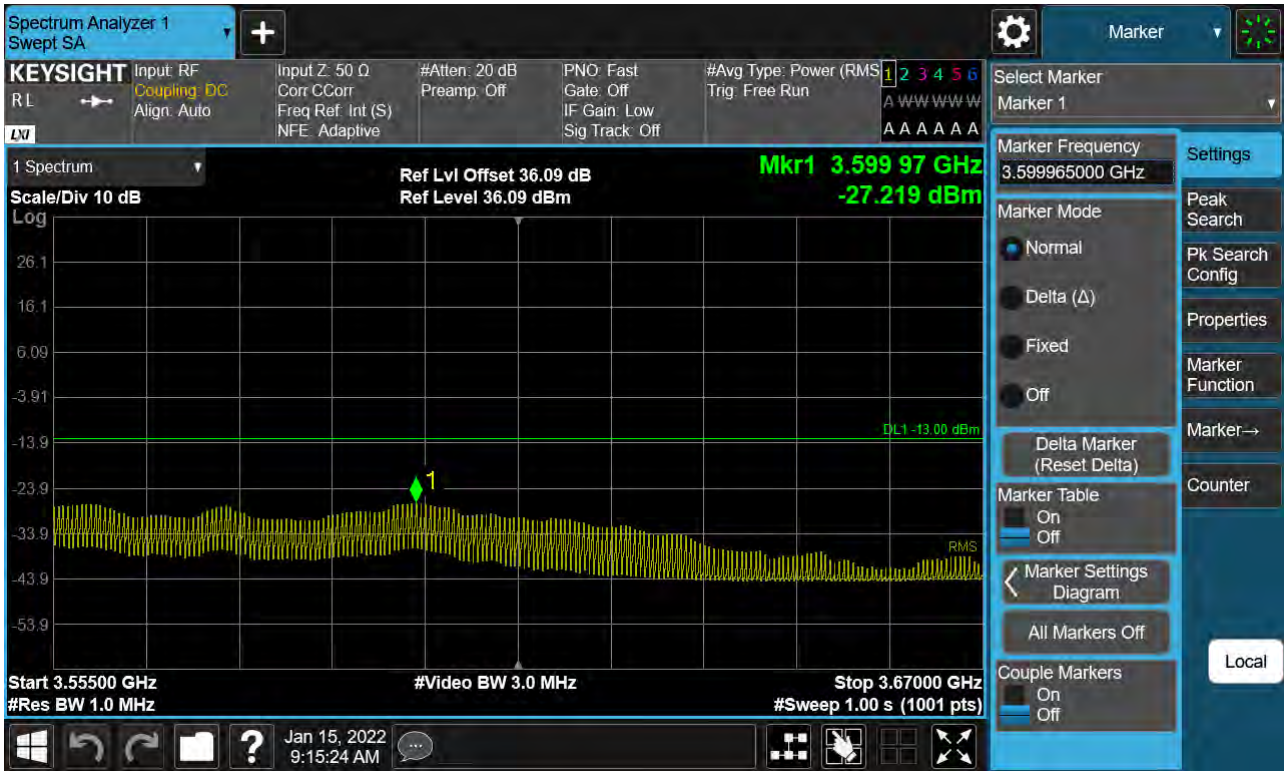 Spectrum Analyzer 1
Swept SA
Marker
KEYSIGHT
RL
LXI
Input: RF
Coupling: DC
Align: Auto
Input Z: 50 Ω
Corr CCorr
Freq Ref: Int (S)
NFE: Adaptive
#Atten: 20 dB
Preamp: Off
PNO: Fast
Gate: Off
IF Gain: Low
Sig Track: Off
#Avg Type: Power (RMS
Trig: Free Run
1 2 3 4 5 6
A W W W W W
A A A A A A
Select Marker
Marker 1
1 Spectrum
Scale/Div 10 dB
Log
Ref Lvl Offset 36.09 dB
Ref Level 36.09 dBm
Mkr1 3.599 97 GHz
-27.219 dBm
26.1
16.1
6.09
-3.91
-13.9
-23.9
-33.9
-43.9
-53.9
DL1 -13.00 dBm
1
RMS
Start 3.55500 GHz
#Res BW 1.0 MHz
#Video BW 3.0 MHz
Stop 3.67000 GHz
#Sweep 1.00 s (1001 pts)
Marker Frequency
3.599965000 GHz
Marker Mode
Normal
Delta (Δ)
Fixed
Off
Delta Marker
(Reset Delta)
Marker Table
On
Off
Marker Settings
Diagram
All Markers Off
Couple Markers
On
Off
Settings
Peak
Search
Pk Search
Config
Properties
Marker
Function
Marker→
Counter
Local
?
Jan 15, 2022
9:15:24 AM